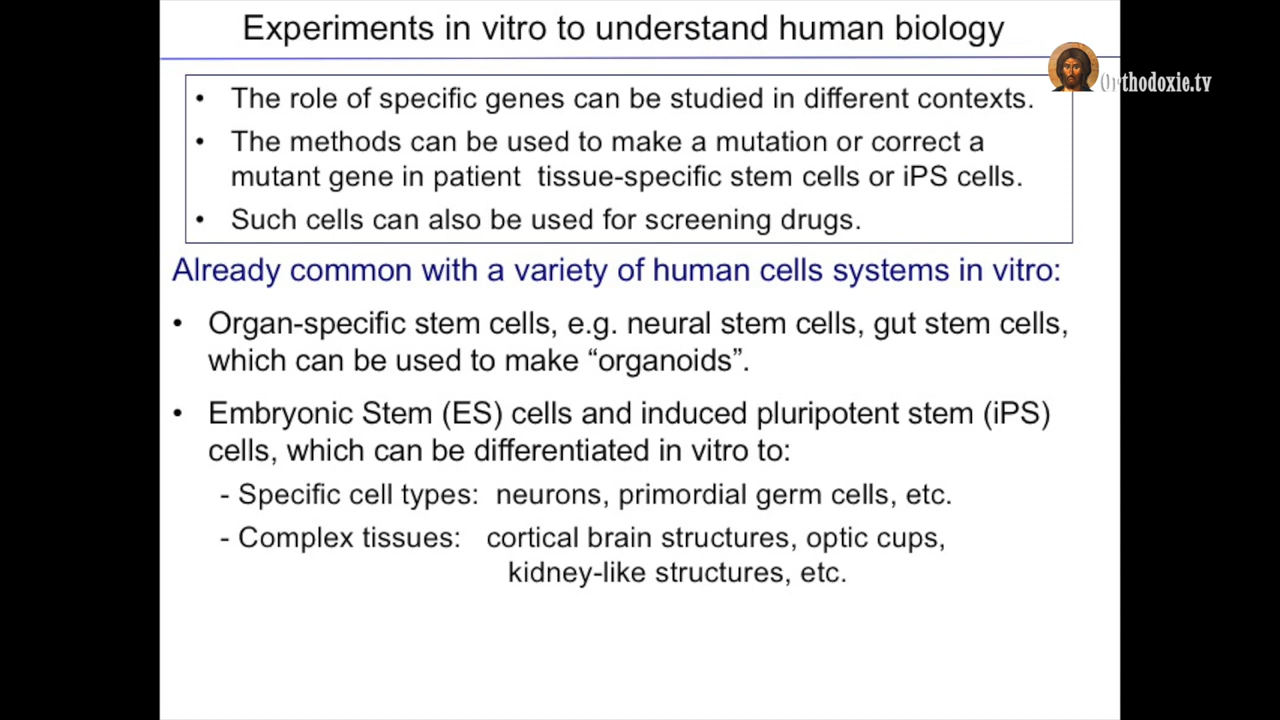 Experiments in vitro to understand human biology
Orthodoxie.tv
• The role of specific genes can be studied in different contexts.
• The methods can be used to make a mutation or correct a
mutant gene in patient tissue-specific stem cells or iPS cells.
• Such cells can also be used for screening drugs.
Already common with a variety of human cells systems in vitro:
• Organ-specific stem cells, e.g. neural stem cells, gut stem cells,
which can be used to make “organoids”.
• Embryonic Stem (ES) cells and induced pluripotent stem (iPS)
cells, which can be differentiated in vitro to:
- Specific cell types: neurons, primordial germ cells, etc.
- Complex tissues: cortical brain structures, optic cups,
kidney-like structures, etc.